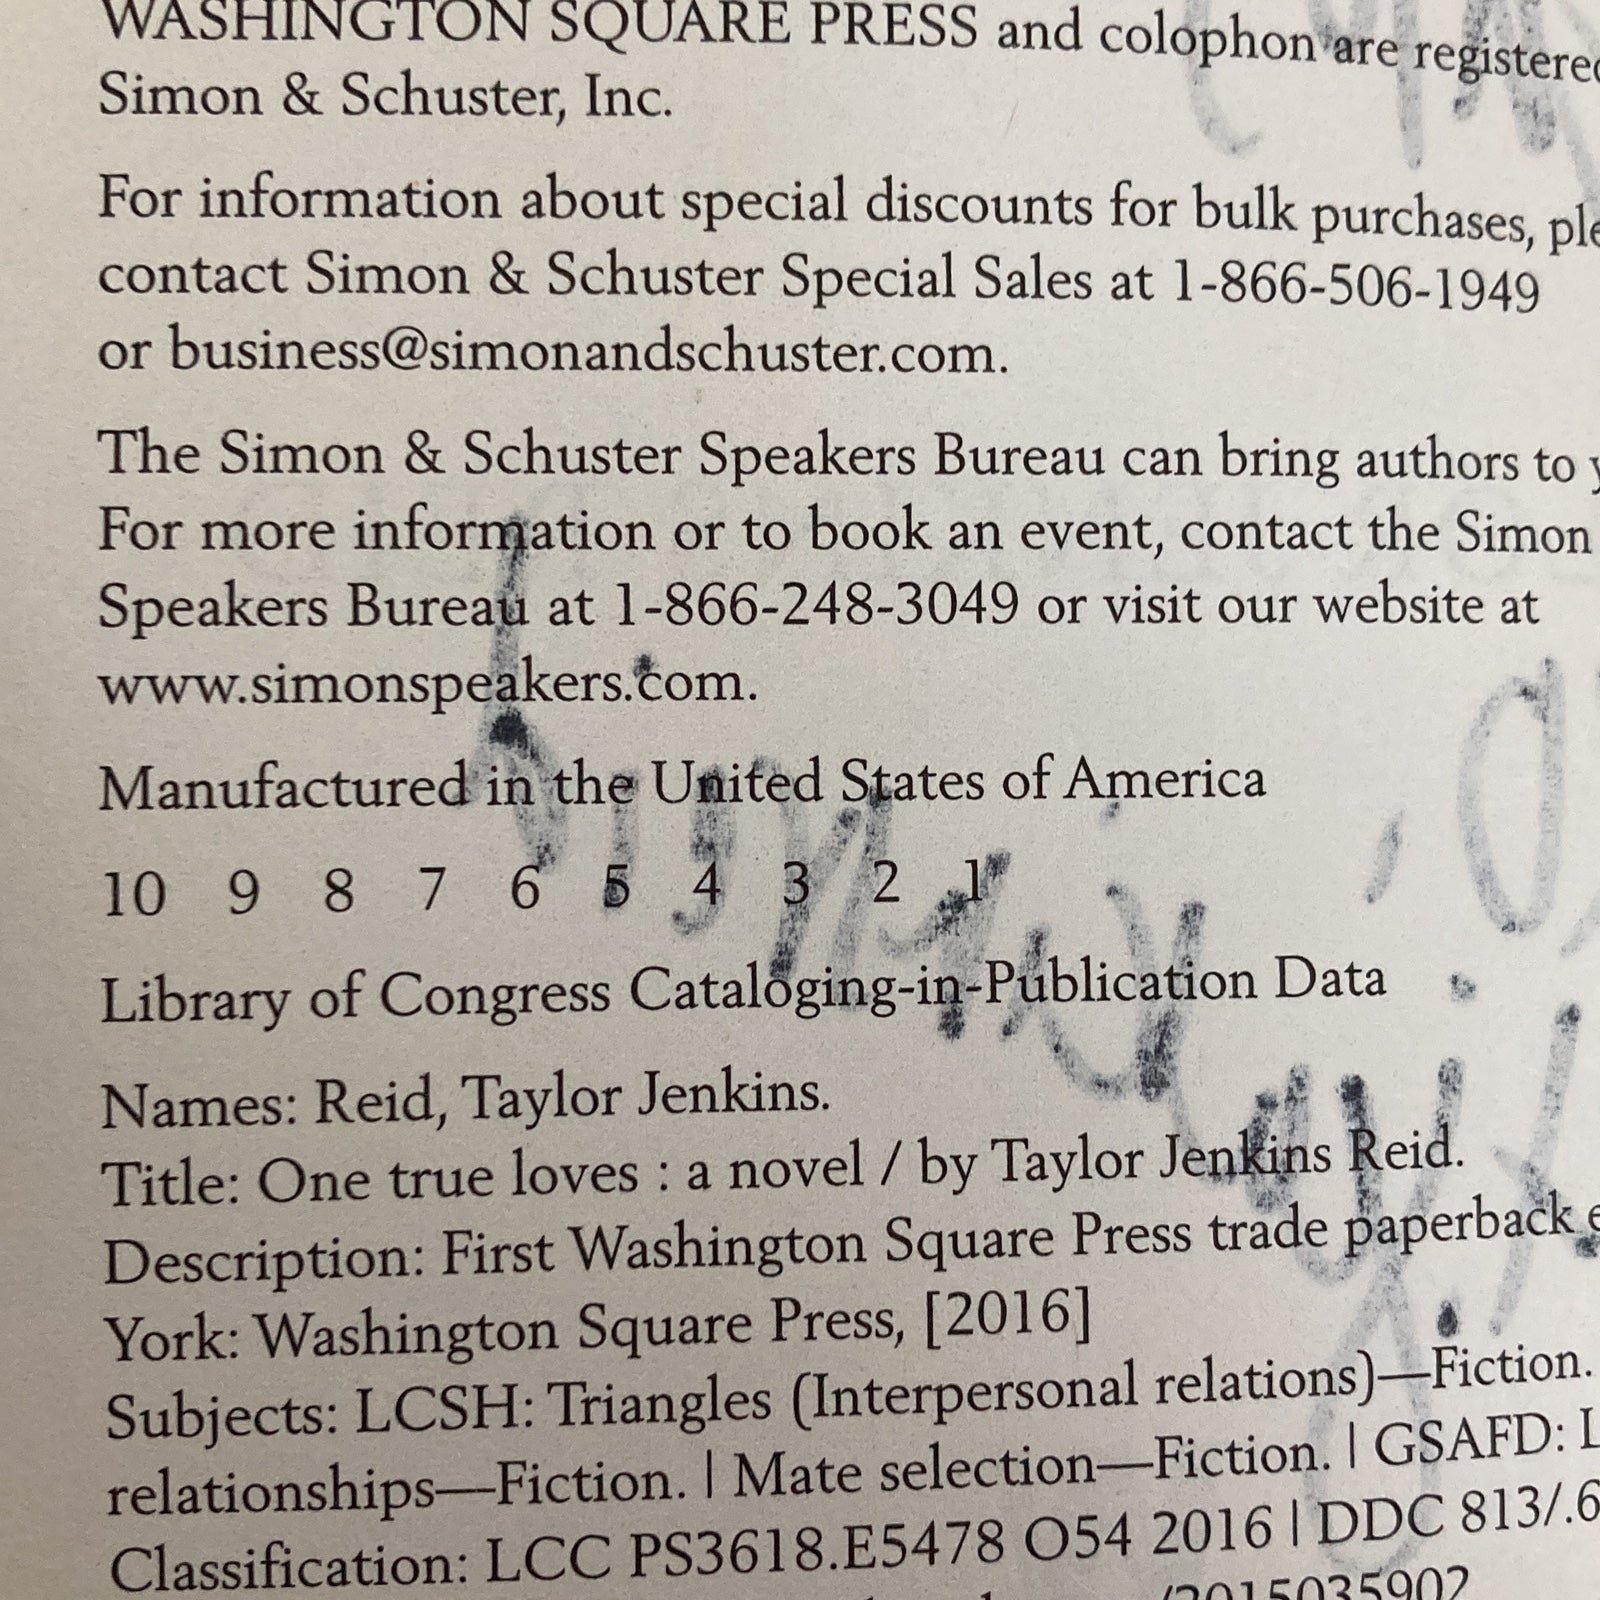 WASHINGTON SQUARE PRESS and colophon are registered
Simon & Schuster, Inc.
For information about special discounts for bulk purchases,
contact Simon & Schuster Special Sales at 1-866-506-1949
or business@simonandschuster.com.
The Simon & Schuster Speakers Bureau can bring authors to
For more information or to book an event, contact the Simon
Speakers Bureau at 1-866-248-3049 or visit our website at
www.simonspeakers.com.
Manufactured in the United States of America
10 9 8 7 6 5 4 3 2 1
Library of Congress Cataloging-in-Publication Data
Names: Reid, Taylor Jenkins.
Title: One true loves : a novel / by Taylor Jenkins Reid.
Description: First Washington Square Press trade paperback
York: Washington Square Press, [2016]
Subjects: LCSH: Triangles (Interpersonal relations)—Fiction.
relationships—Fiction. | Mate selection—Fiction. | GSAFD: L
Classification: LCC PS3618.E5478 O54 2016 | DDC 813/.6
/2015035902